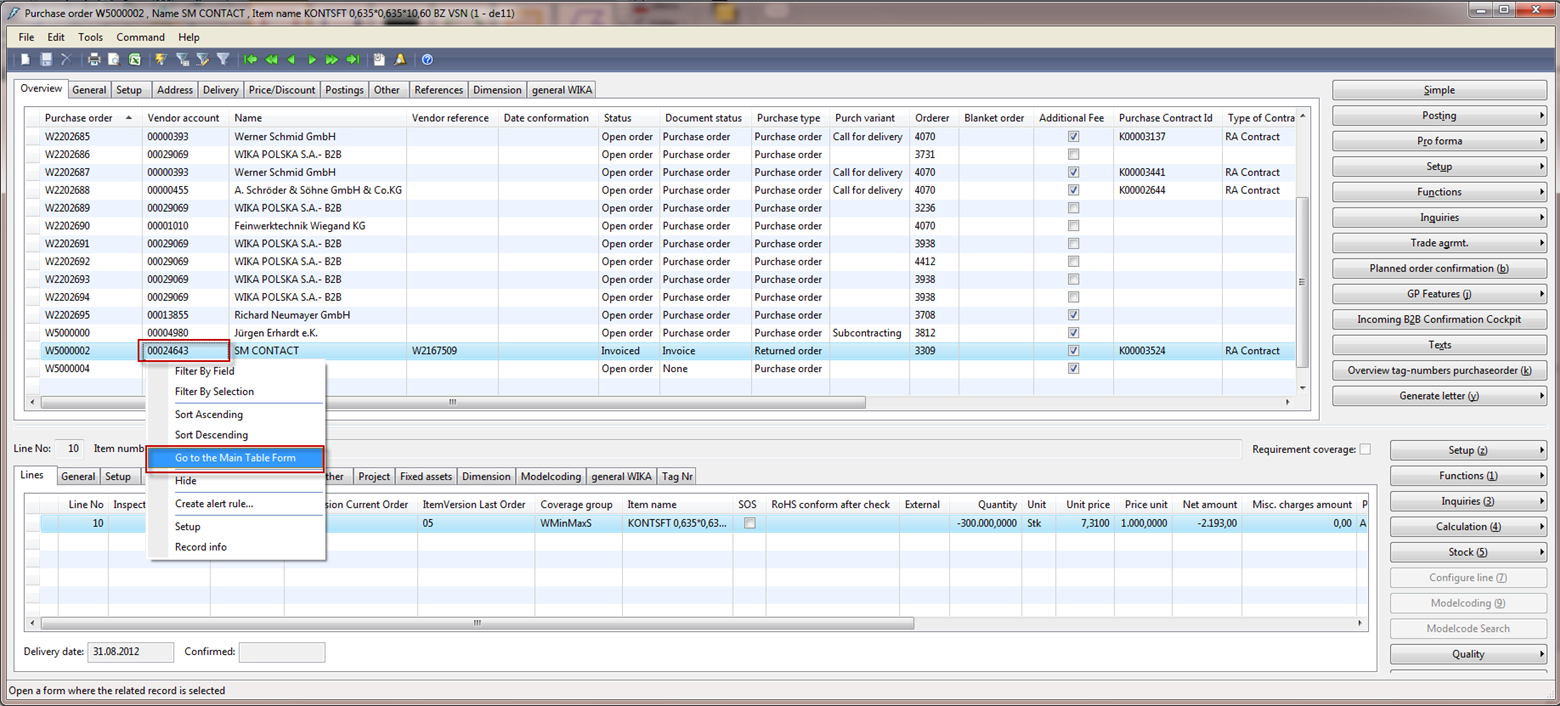 Purchase order W5000002 , Name SM CONTACT , Item name KONTSFT 0,635*0,635*10,60 BZ VSN (1 - de11)
File Edit Tools Command Help
Overview General Setup Address Delivery Price/Discount Postings Other References Dimension general WIKA
Purchase order Vendor account Name Vendor reference Date conformation Status Document status Purchase type Purch variant Orderer Blanket order Additional Fee Purchase Contract Id Type of Contra
W2202685 00000393 Werner Schmid GmbH Open order Purchase order Purchase order Call for delivery 4070 K00003137 RA Contract
W2202686 00029069 WIKA POLSKA S.A.- B2B Open order Purchase order Purchase order 3731
W2202687 00000393 Werner Schmid GmbH Open order Purchase order Purchase order Call for delivery 4070 K00003441 RA Contract
W2202688 00000455 A. Schröder & Söhne GmbH & Co.KG Open order Purchase order Purchase order Call for delivery 4070 K00002644 RA Contract
W2202689 00029069 WIKA POLSKA S.A.- B2B Open order Purchase order Purchase order 3236
W2202690 00001010 Feinwerktechnik Wiegand KG Open order Purchase order Purchase order 4070
W2202691 00029069 WIKA POLSKA S.A.- B2B Open order Purchase order Purchase order 3938
W2202692 00029069 WIKA POLSKA S.A.- B2B Open order Purchase order Purchase order 4412
W2202693 00029069 WIKA POLSKA S.A.- B2B Open order Purchase order Purchase order 3938
W2202694 00029069 WIKA POLSKA S.A.- B2B Open order Purchase order Purchase order 3938
W2202695 00013855 Richard Neumayer GmbH Open order Purchase order Purchase order 3708
W5000000 00004980 Jürgen Erhardt e.K. Open order Purchase order Purchase order Subcontracting 3812
W5000002 00024643 SM CONTACT W2167509 Invoiced Invoice Returned order 3309 K00003524 RA Contract
W5000004 Open order None Purchase order
Filter By Field
Filter By Selection
Sort Ascending
Sort Descending
Go to the Main Table Form
Hide
Create alert rule...
Setup
Record info
Simple
Posting
Pro forma
Setup
Functions
Inquiries
Trade agrmt.
Planned order confirmation (b)
GP Features (j)
Incoming B2B Confirmation Cockpit
Texts
Overview tag-numbers purchaseorder (k)
Generate letter (y)
Line No: 10 Item numb Requirement coverage:
Lines General Setup ther Project Fixed assets Dimension Modelcoding general WIKA Tag Nr
Line No Inspect sion Current Order ItemVersion Last Order Coverage group Item name SOS RoHS conform after check External Quantity Unit Unit price Price unit Net amount Misc. charges amount P
10 05 WMinMaxS KONTSFT 0,635*0,63... -300.000,0000 Stk 7,3100 1.000,0000 -2.193,00 0,00 A
Setup (z)
Functions (1)
Inquiries (3)
Calculation (4)
Stock (5)
Configure line (7)
Modelcoding (9)
Modelcode Search
Quality
Delivery date: 31.08.2012 Confirmed:
Open a form where the related record is selected